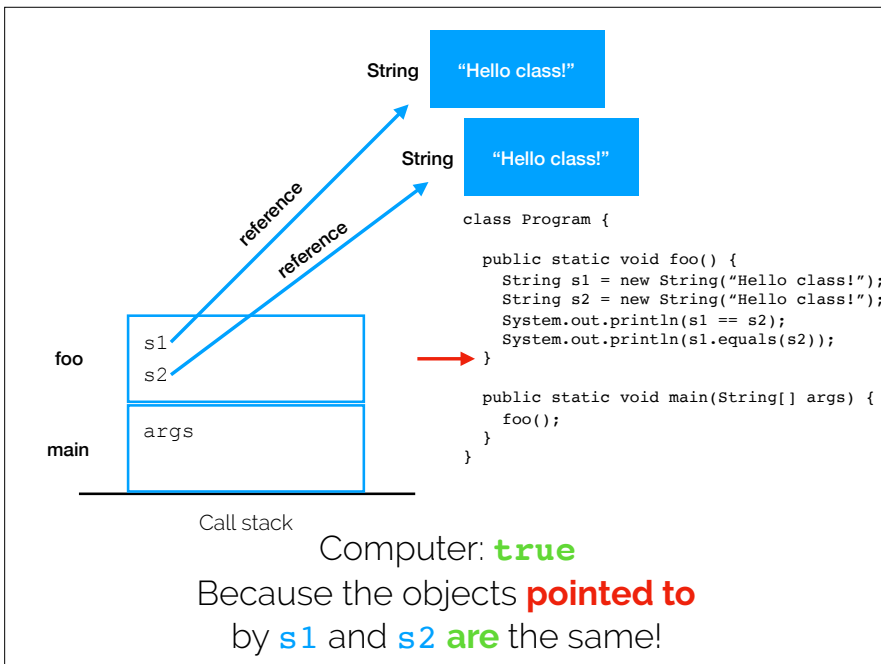 String
“Hello class!”
String
“Hello class!”
reference
reference
class Program {
public static void foo() {
String s1 = new String(“Hello class!”);
String s2 = new String(“Hello class!”);
System.out.println(s1 == s2);
System.out.println(s1.equals(s2));
}
public static void main(String[] args) {
foo();
}
}
foo
s1
s2
main
args
Call stack
Computer: true
Because the objects pointed to
by s1 and s2 are the same!